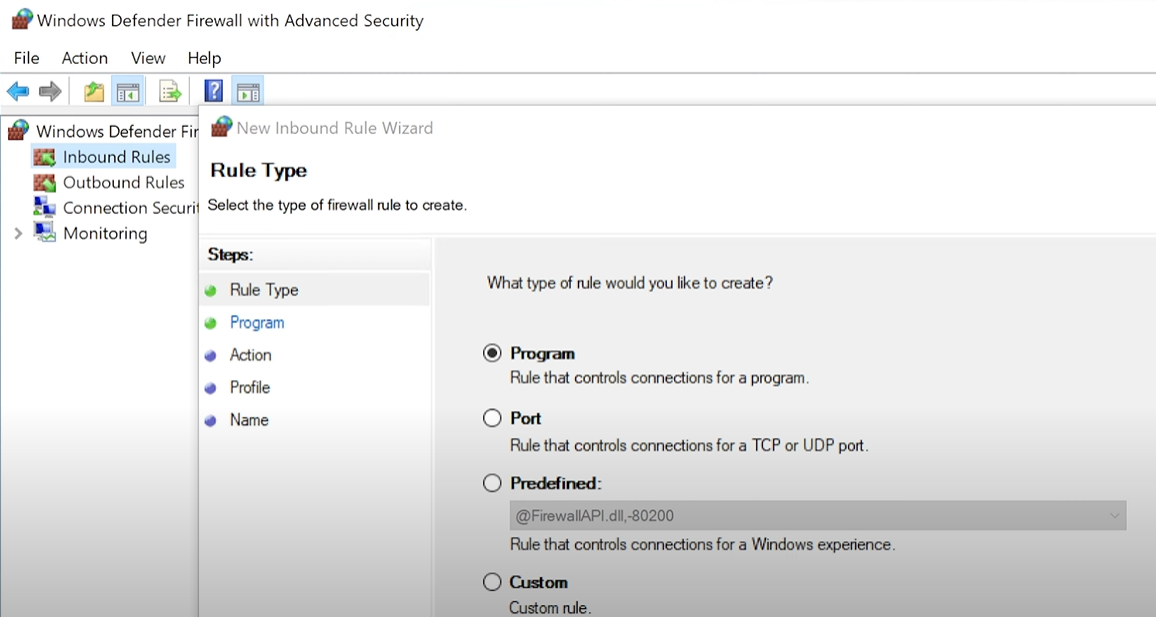 Windows Defender Firewall with Advanced Security
File Action View Help
Windows Defender Fir
Inbound Rules
Outbound Rules
Connection Securit
Monitoring
New Inbound Rule Wizard
Rule Type
Select the type of firewall rule to create.
Steps:
Rule Type
Program
Action
Profile
Name
What type of rule would you like to create?
Program
Rule that controls connections for a program.
Port
Rule that controls connections for a TCP or UDP port.
Predefined:
@FirewallAPI.dll,-80200
Rule that controls connections for a Windows experience.
Custom
Custom rule.